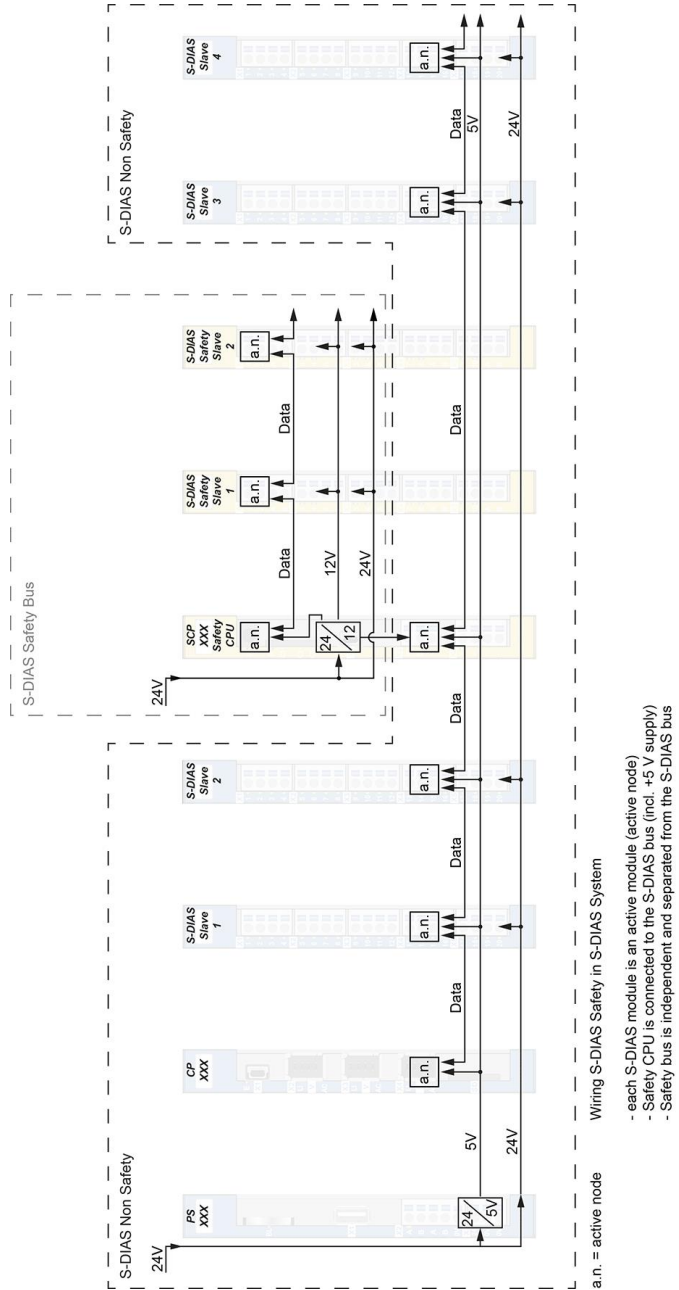 S-DIAS Non Safety
24V
PS
XXX
24
5V
5V
24V
CP
XXX
a.n.
Data
S-DIAS
Slave
1
a.n.
Data
S-DIAS
Slave
2
a.n.
Data
S-DIAS Safety Bus
24V
SCP
XXX
Safety
CPU
a.n.
24
12
a.n.
Data
12V
24V
S-DIAS
Safety
Slave
1
a.n.
Data
S-DIAS
Safety
Slave
2
a.n.
Data
S-DIAS Non Safety
S-DIAS
Slave
3
a.n.
Data
5V
24V
S-DIAS
Slave
4
a.n.
a.n. = active node
Wiring S-DIAS Safety in S-DIAS System
- each S-DIAS module is an active module (active node)
- Safety CPU is connected to the S-DIAS bus (incl. +5 V supply)
- Safety bus is independent and separated from the S-DIAS bus